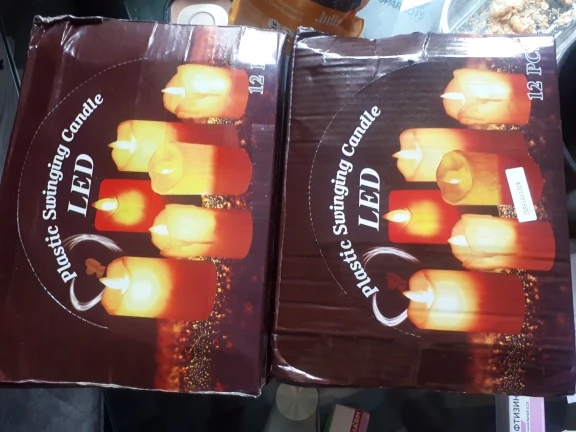 Plastic Swinging Candle
LED
12 P
Plastic Swinging Candle
LED
12 PC